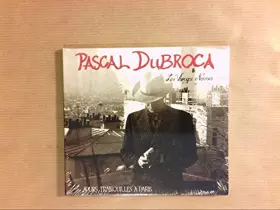 PASCAL DUBROCA
JOURS TRANQUILLES À PARIS